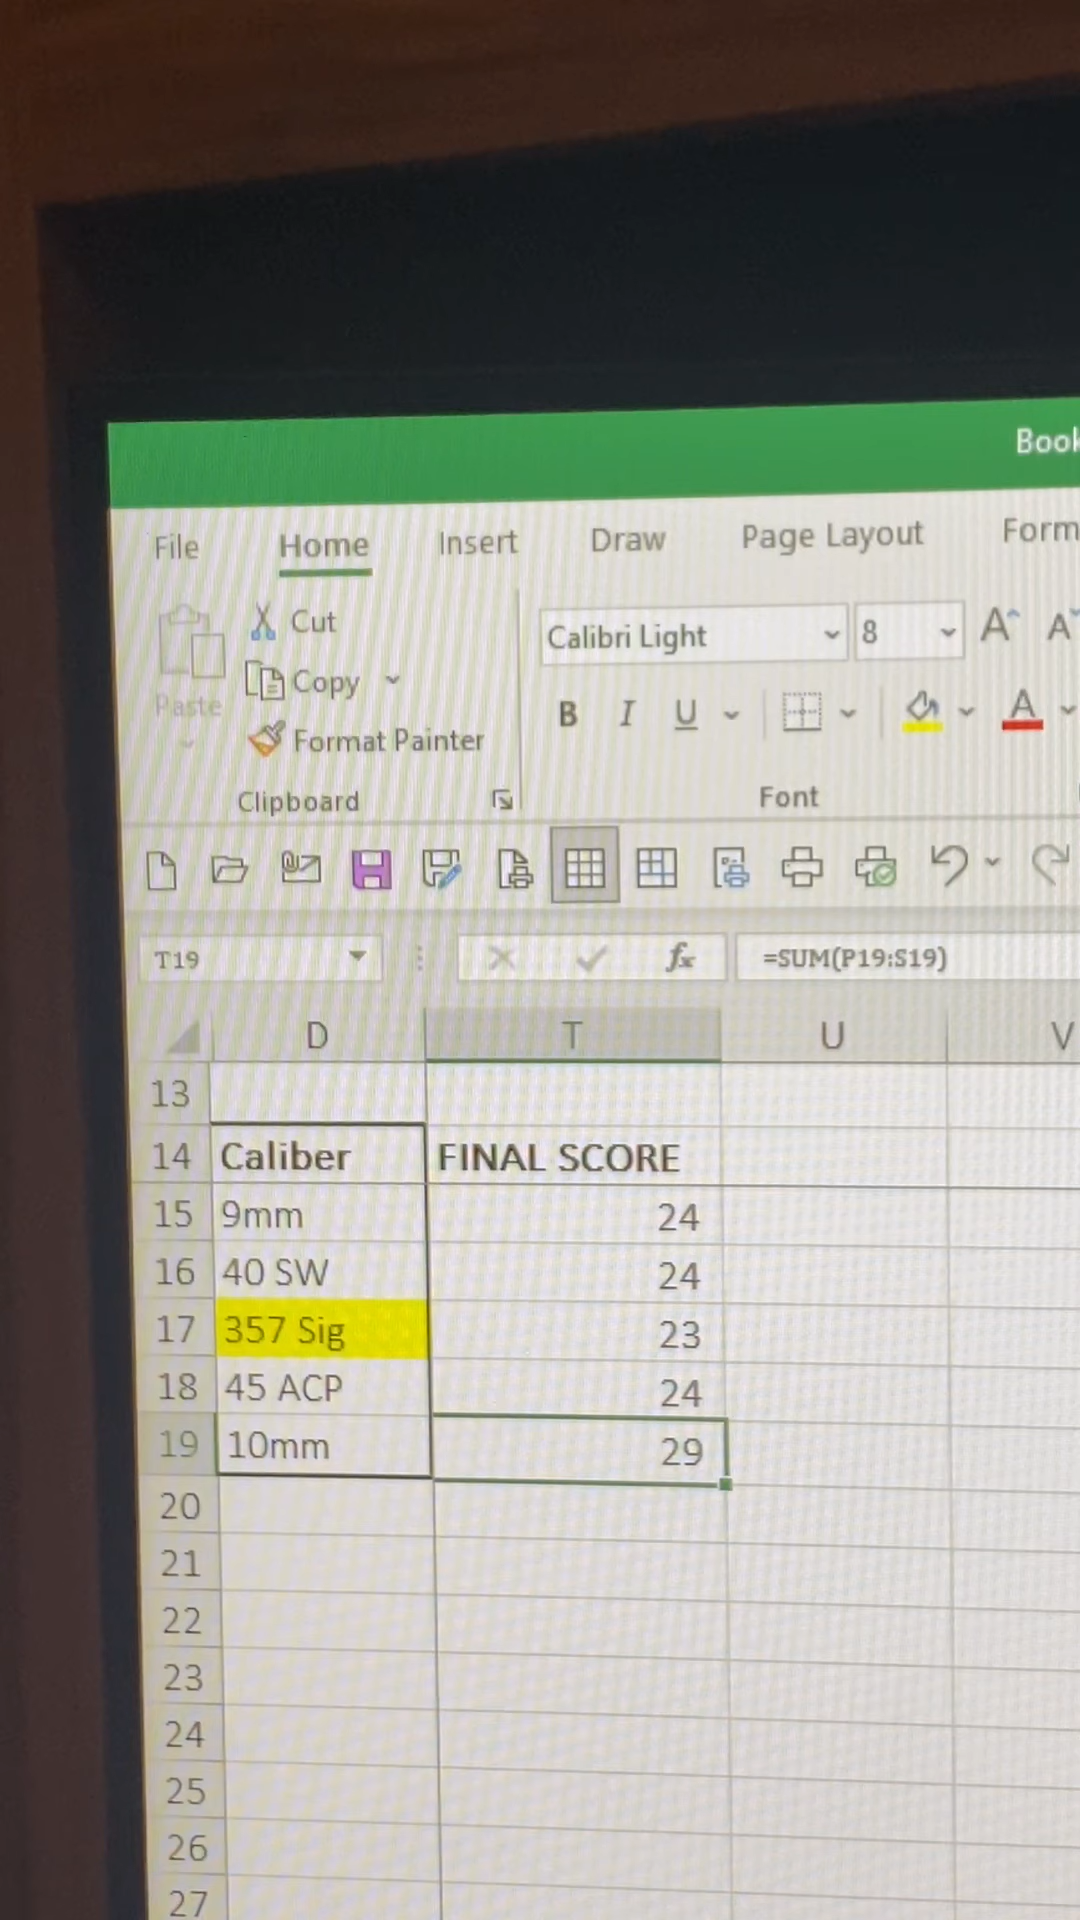 Book
File Home Insert Draw Page Layout Form
Cut
Calibri Light 8
Copy
Paste
B I U
Format Painter
Clipboard Font
T19 fx =SUM(P19:S19)
D T U V
13
14 Caliber FINAL SCORE
15 9mm 24
16 40 SW 24
17 357 Sig 23
18 45 ACP 24
19 10mm 29
20
21
22
23
24
25
26
27